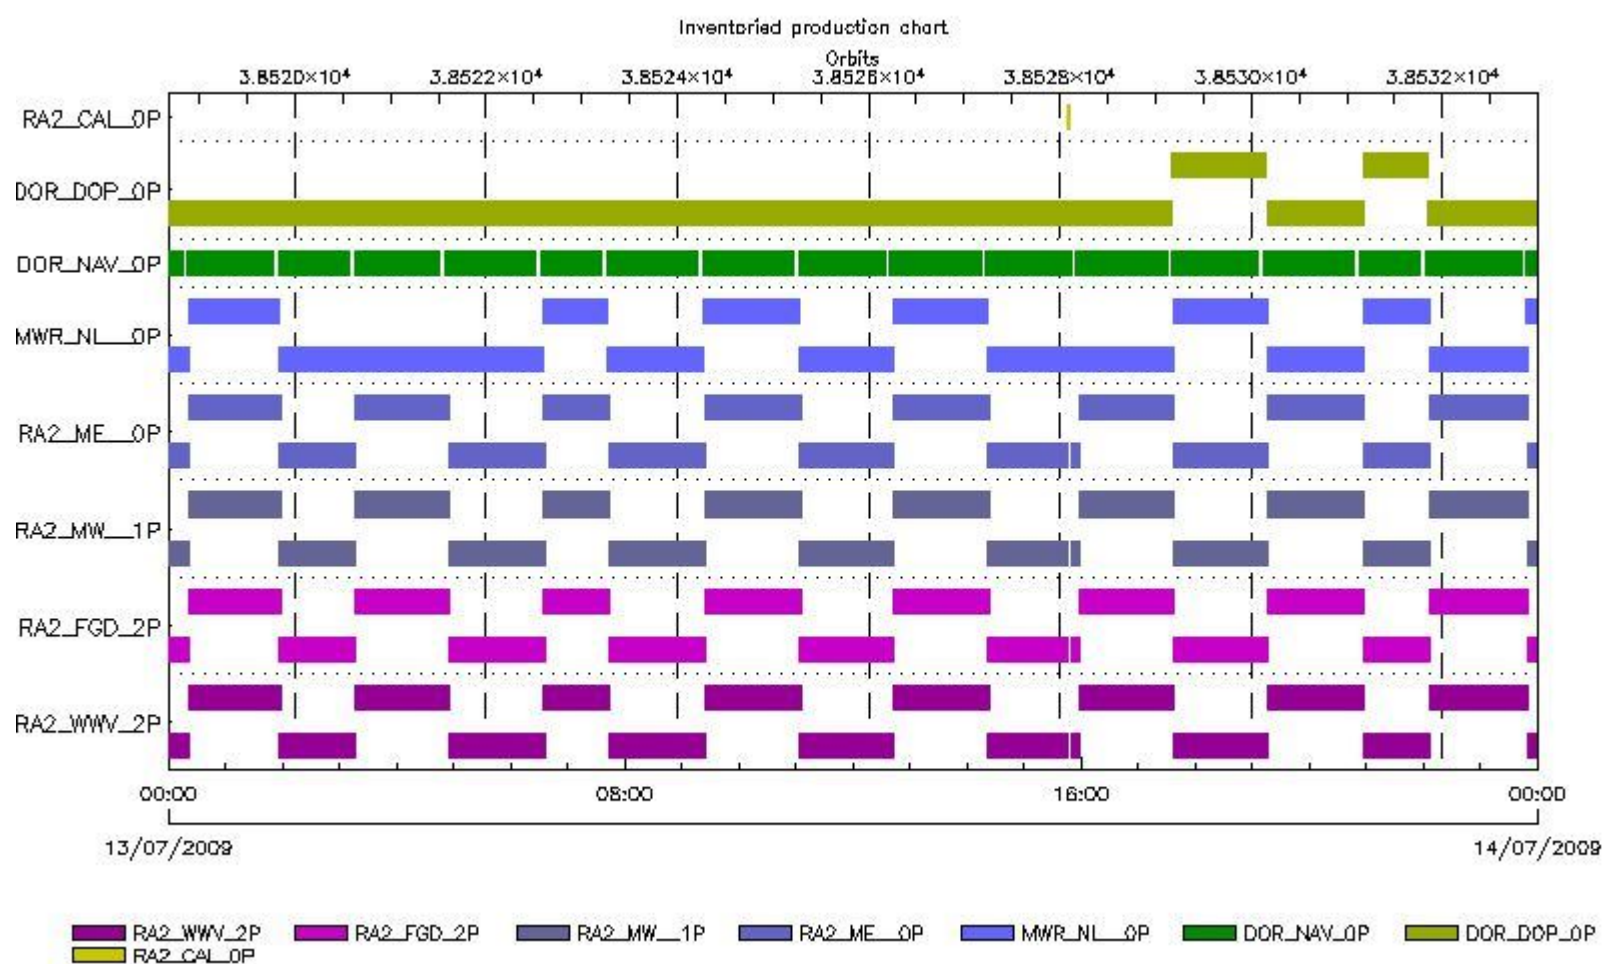 Inventoried production chart
Orbits
3.8520×10⁴ 3.8522×10⁴ 3.8524×10⁴ 3.8526×10⁴ 3.8528×10⁴ 3.8530×10⁴ 3.8532×10⁴
RA2_CAL_0P
DOR_DOP_0P
DOR_NAV_0P
MWR_NL__0P
RA2_ME__0P
RA2_MW__1P
RA2_FGD_2P
RA2_WWV_2P
00:00 08:00 16:00 00:00
13/07/2009 14/07/2009
RA2_WWV_2P RA2_FGD_2P RA2_MW__1P RA2_ME__0P MWR_NL__0P DOR_NAV_0P DOR_DOP_0P
RA2_CAL_0P